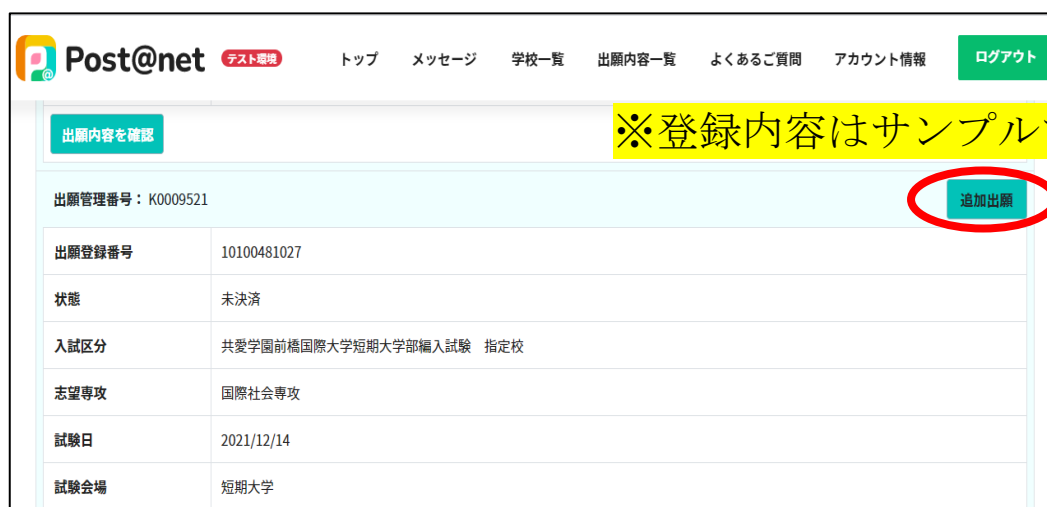 Post@net テスト環境 トップ メッセージ 学校一覧 出願内容一覧 よくあるご質問 アカウント情報 ログアウト
出願内容を確認 ※登録内容はサンプル
出願管理番号： K0009521 追加出願
出願登録番号 10100481027
状態 未決済
入試区分 共愛学園前橋国際大学短期大学部編入試験　指定校
志望専攻 国際社会専攻
試験日 2021/12/14
試験会場 短期大学